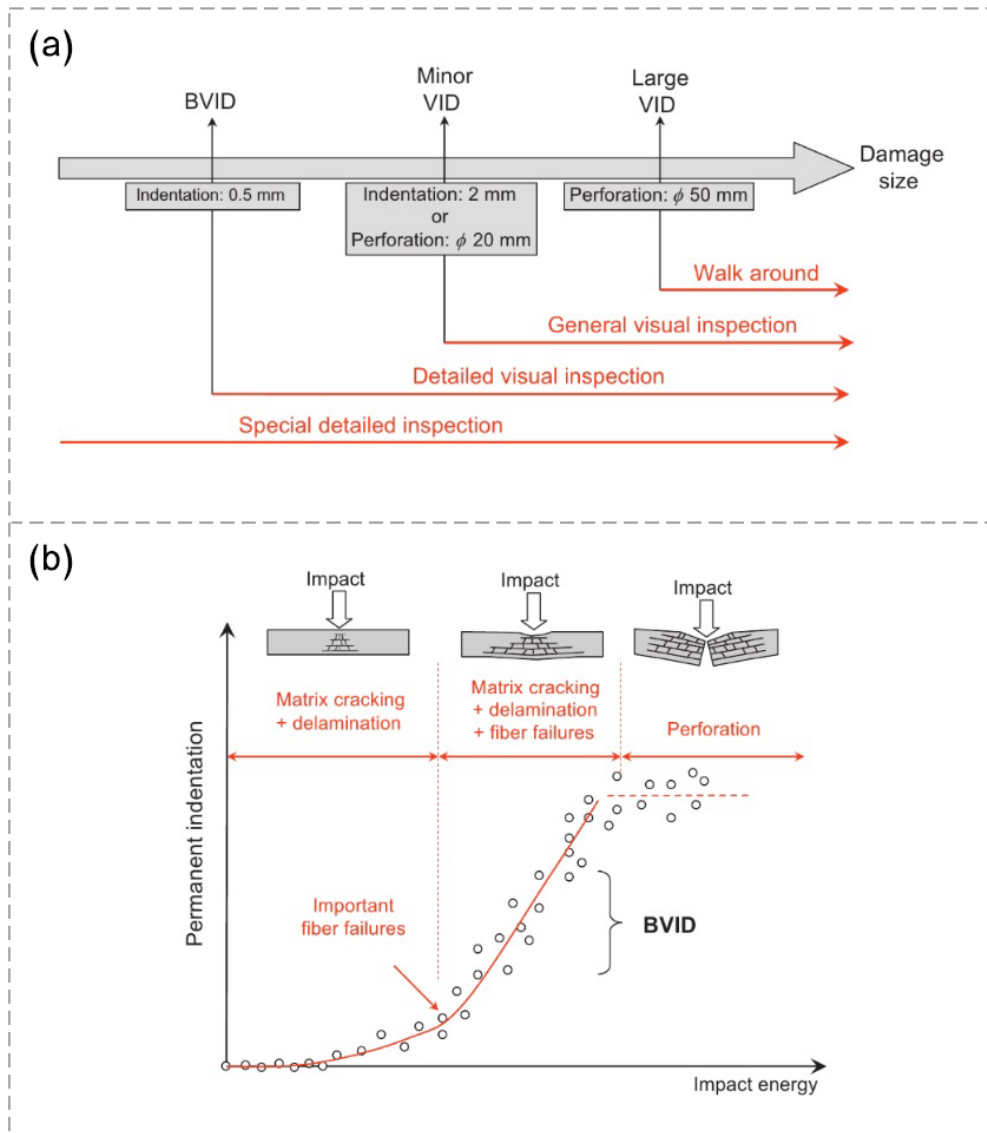 (a)
BVID
Minor
VID
Large
VID
Damage
size
Indentation: 0.5 mm
Indentation: 2 mm
or
Perforation: ϕ 20 mm
Perforation: ϕ 50 mm
Walk around
General visual inspection
Detailed visual inspection
Special detailed inspection
(b)
Impact
Impact
Impact
Matrix cracking
+ delamination
Matrix cracking
+ delamination
+ fiber failures
Perforation
Permanent indentation
Important
fiber failures
BVID
Impact energy